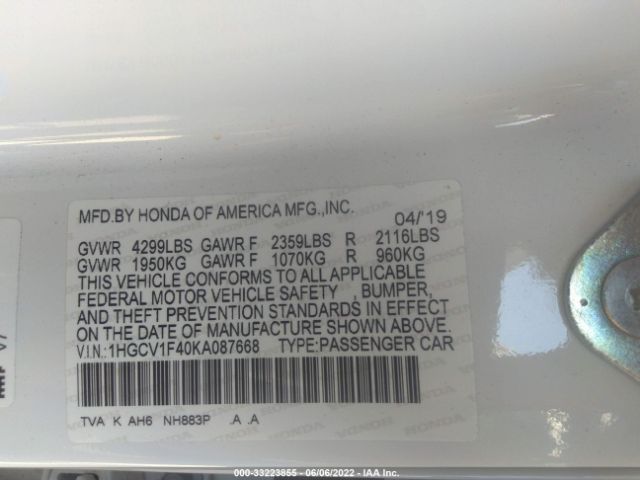 MFD.BY HONDA OF AMERICA MFG.,INC. 04/'19
GVWR 4299LBS GAWR F 2359LBS R 2116LBS
GVWR 1950KG GAWR F 1070KG R 960KG
THIS VEHICLE CONFORMS TO ALL APPLICABLE
FEDERAL MOTOR VEHICLE SAFETY , BUMPER,
AND THEFT PREVENTION STANDARDS IN EFFECT
ON THE DATE OF MANUFACTURE SHOWN ABOVE.
V.I.N.: 1HGCV1F40KA087668 TYPE:PASSENGER CAR
TVA K AH6 NH883P .A .A
000-33223855 - 06/06/2022 - IAA Inc.